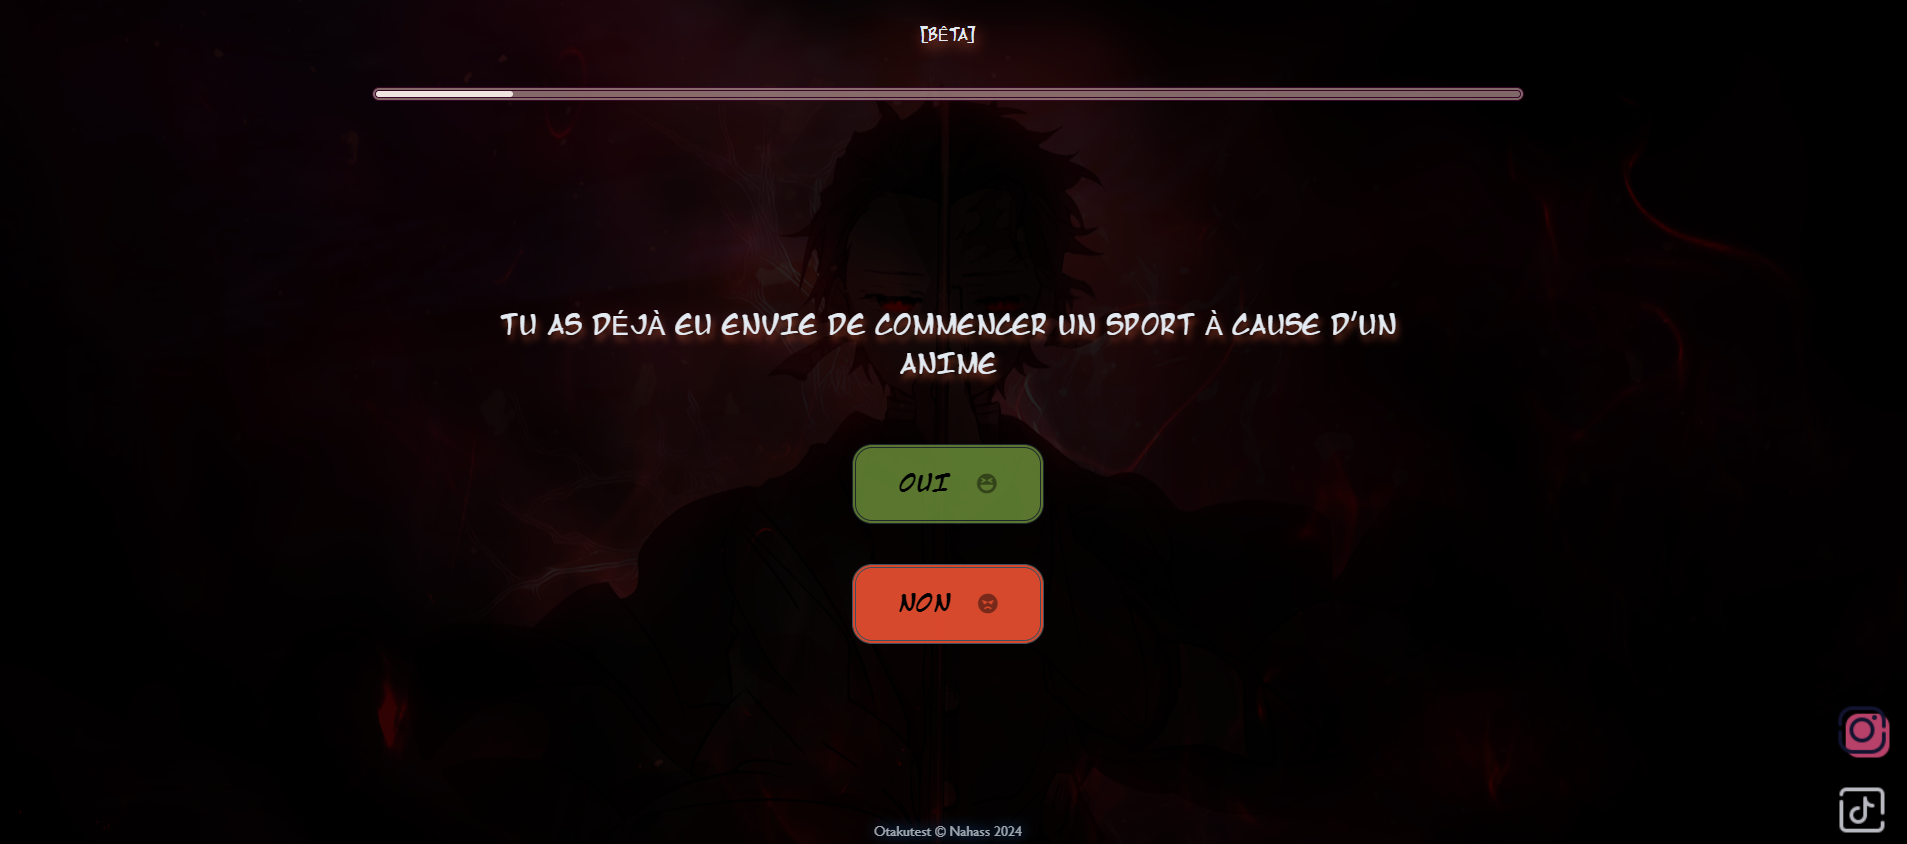 [BÊTA]
TU AS DÉJÀ EU ENVIE DE COMMENCER UN SPORT À CAUSE D'UN
ANIME
OUI
NON
Otakutest © Nahass 2024